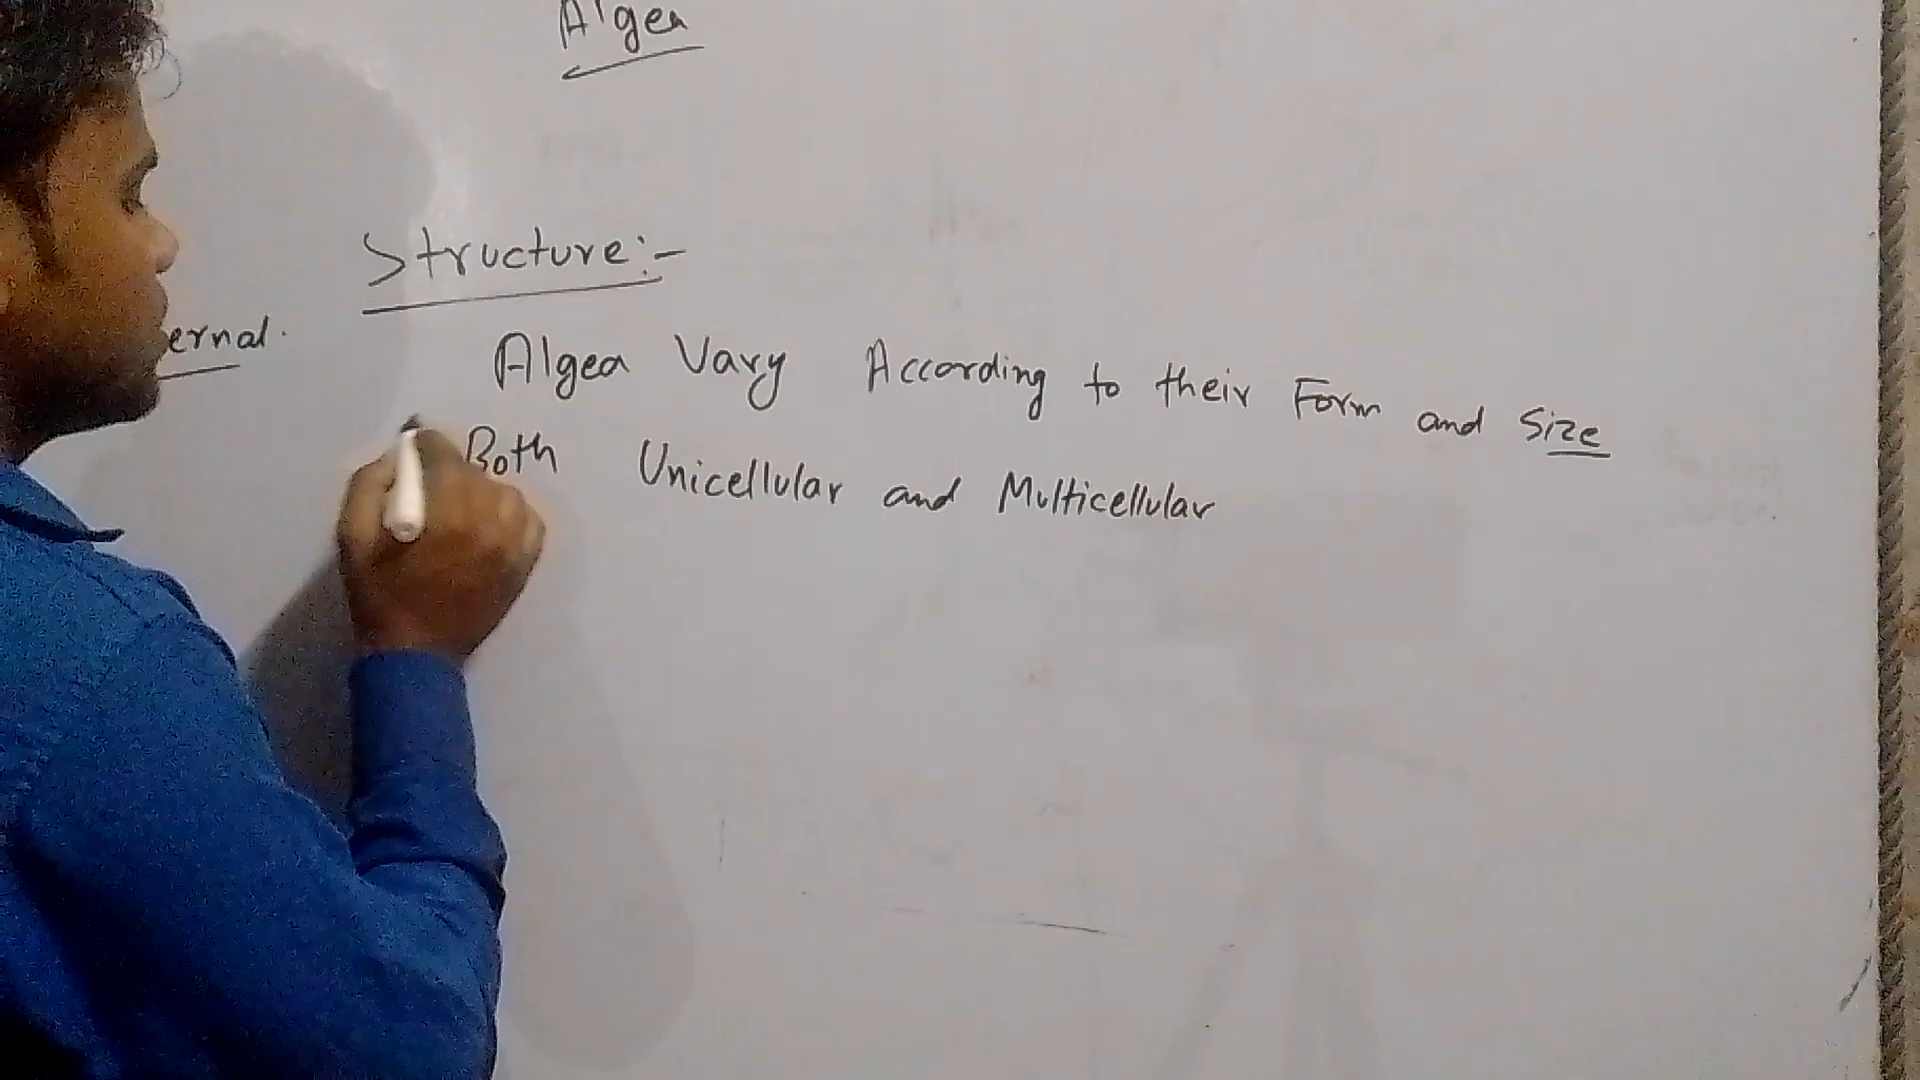 Algea
Structure:-
ernal.
Algea Vary According to their Form and Size
Both Unicellular and Multicellular